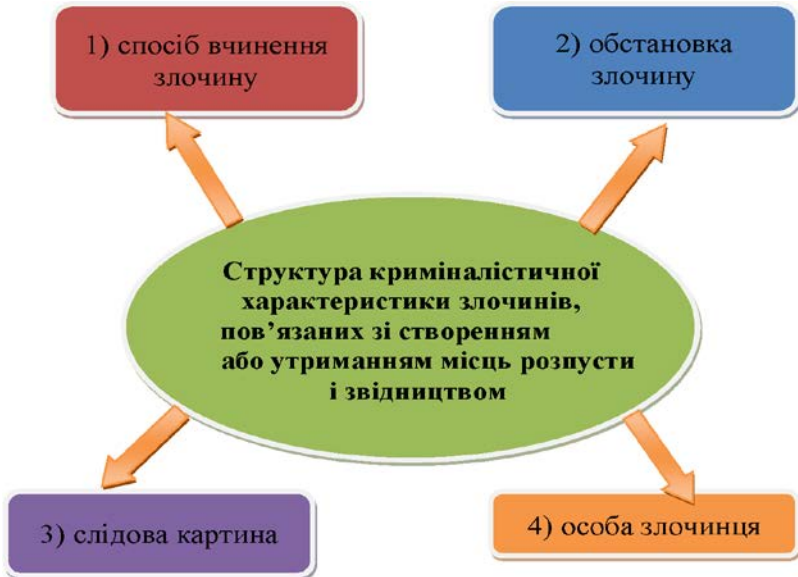 1) спосіб вчинення
злочину
2) обстановка
злочину
Структура криміналістичної
характеристики злочинів,
пов’язаних зі створенням
або утриманням місць розпусти
і звідництвом
3) слідова картина
4) особа злочинця